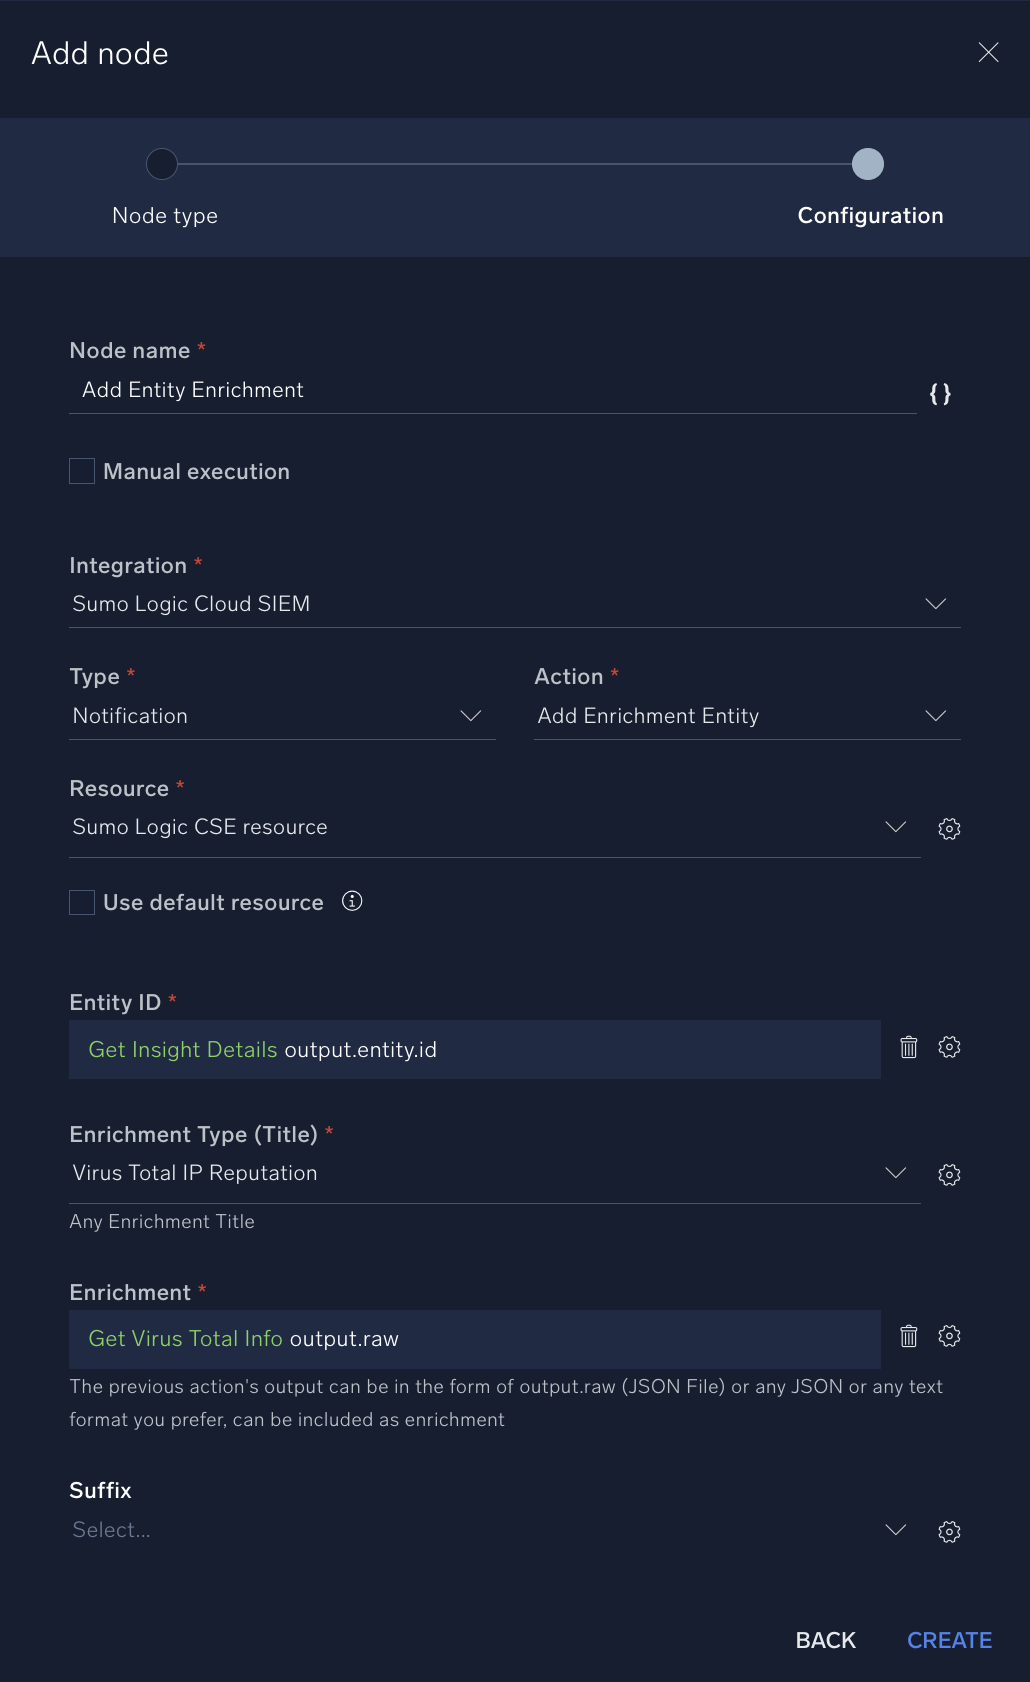 Add node
Node type
Configuration
Node name *
Add Entity Enrichment
{ }
Manual execution
Integration *
Sumo Logic Cloud SIEM
Type *
Action *
Notification
Add Enrichment Entity
Resource *
Sumo Logic CSE resource
Use default resource
Entity ID *
Get Insight Details output.entity.id
Enrichment Type (Title) *
Virus Total IP Reputation
Any Enrichment Title
Enrichment *
Get Virus Total Info output.raw
The previous action's output can be in the form of output.raw (JSON File) or any JSON or any text
format you prefer, can be included as enrichment
Suffix
Select...
BACK
CREATE